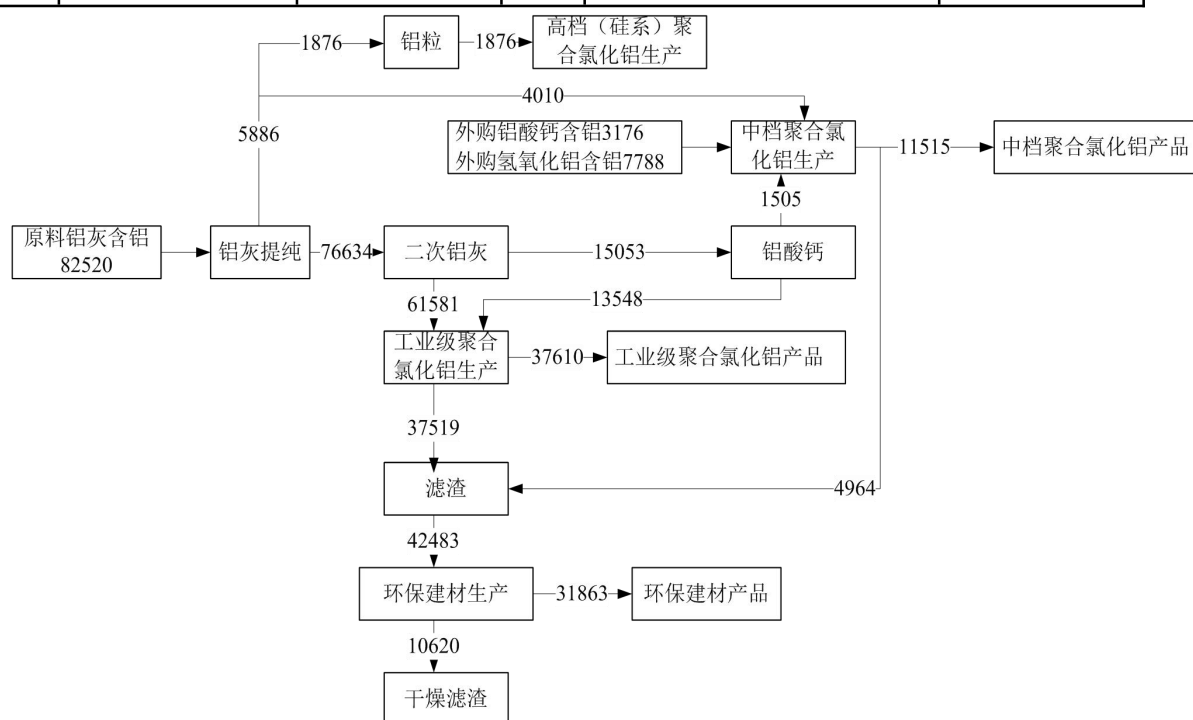 1876
铝粒
1876
高档（硅系）聚
合氯化铝生产
4010
5886
外购铝酸钙含铝3176
外购氢氧化铝含铝7788
中档聚合氯
化铝生产
11515
中档聚合氯化铝产品
1505
原料铝灰含铝
82520
铝灰提纯
76634
二次铝灰
15053
铝酸钙
61581
13548
工业级聚合
氯化铝生产
37610
工业级聚合氯化铝产品
37519
滤渣
4964
42483
环保建材生产
31863
环保建材产品
10620
干燥滤渣